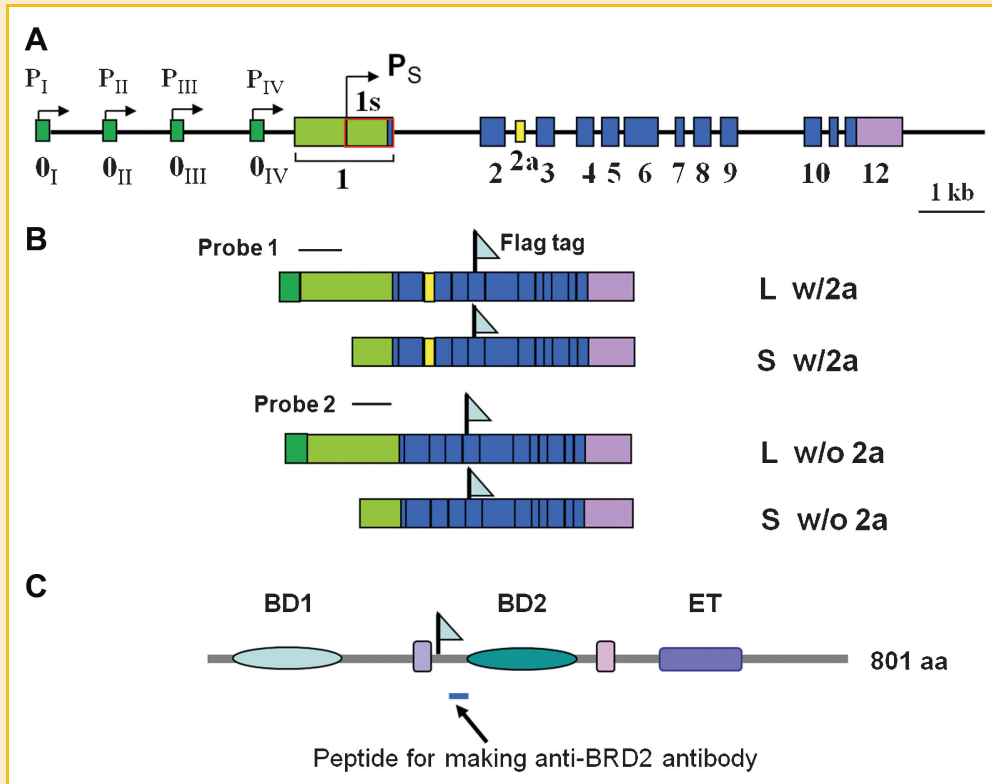 A
P_I P_II P_III P_IV P_S
1s
0_I 0_II 0_III 0_IV 1 2 2a 3 4 5 6 7 8 9 10 12
1 kb
B
Probe 1 Flag tag
L w/2a
S w/2a
Probe 2
L w/o 2a
S w/o 2a
C
BD1 BD2 ET
801 aa
Peptide for making anti-BRD2 antibody